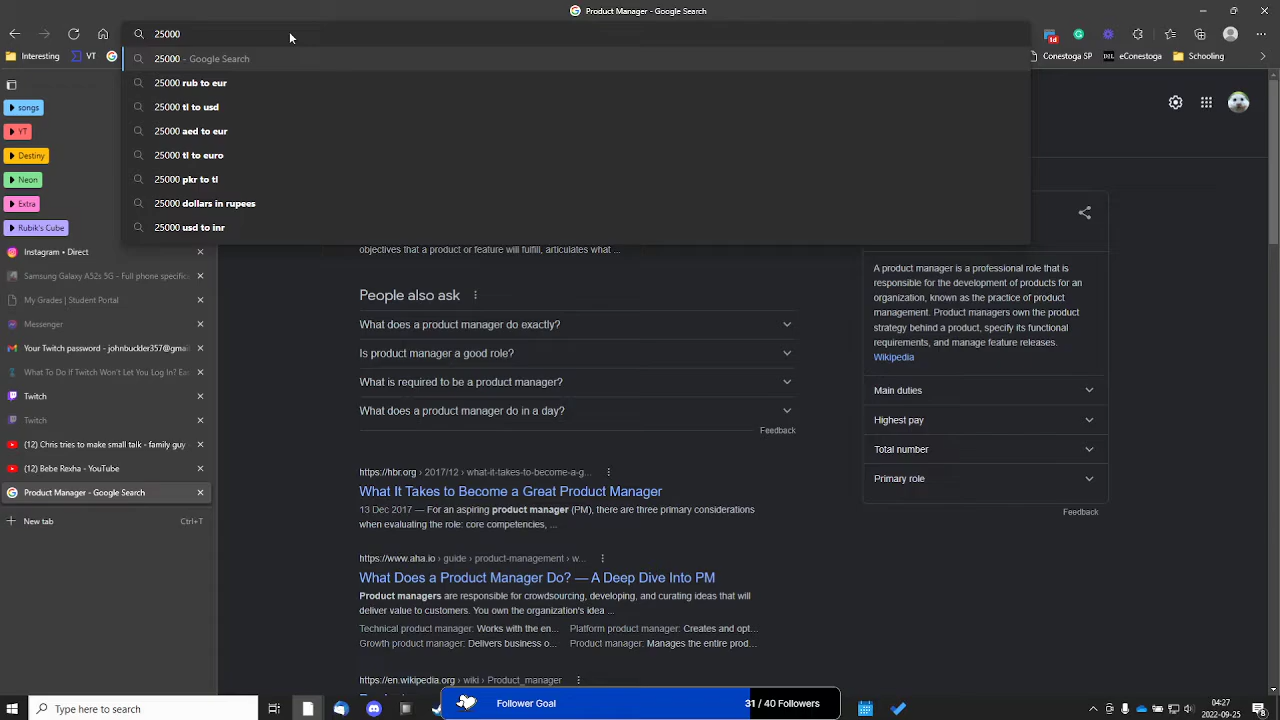 Product Manager - Google Search
25000
25000 - Google Search
25000 rub to eur
25000 tl to usd
25000 aed to eur
25000 tl to euro
25000 pkr to tl
25000 dollars in rupees
25000 usd to inr
Interesting
VT
Conestoga SP
eConestoga
Schooling
songs
YT
Destiny
Neon
Extra
Rubik's Cube
Instagram • Direct
Samsung Galaxy A52s 5G - Full phone specific
My Grades | Student Portal
Messenger
Your Twitch password - johnbuckler357@gmai
What To Do If Twitch Won't Let You Log In? Eas
Twitch
Twitch
(12) Chris tries to make small talk - family guy
(12) Bebe Rexha - YouTube
Product Manager - Google Search
New tab
Ctrl+T
objectives that a product or feature will fulfill, articulates what ...
People also ask
What does a product manager do exactly?
Is product manager a good role?
What is required to be a product manager?
What does a product manager do in a day?
Feedback
https://hbr.org › 2017/12 › what-it-takes-to-become-a-g...
What It Takes to Become a Great Product Manager
13 Dec 2017 — For an aspiring product manager (PM), there are three primary considerations
when evaluating the role: core competencies, ...
https://www.aha.io › guide › product-management › w...
What Does a Product Manager Do? — A Deep Dive Into PM
Product managers are responsible for crowdsourcing, developing, and curating ideas that will
deliver value to customers. You own the organization's idea ...
Technical product manager: Works with the en...
Platform product manager: Creates and opt...
Growth product manager: Delivers business o...
Product manager: Manages the entire prod...
https://en.wikipedia.org › wiki › Product_manager
A product manager is a professional role that is
responsible for the development of products for an
organization, known as the practice of product
management. Product managers own the product
strategy behind a product, specify its functional
requirements, and manage feature releases.
Wikipedia
Main duties
Highest pay
Total number
Primary role
Feedback
Type here to search
Follower Goal
31 / 40 Followers
ENG
04:27
2022-09-25